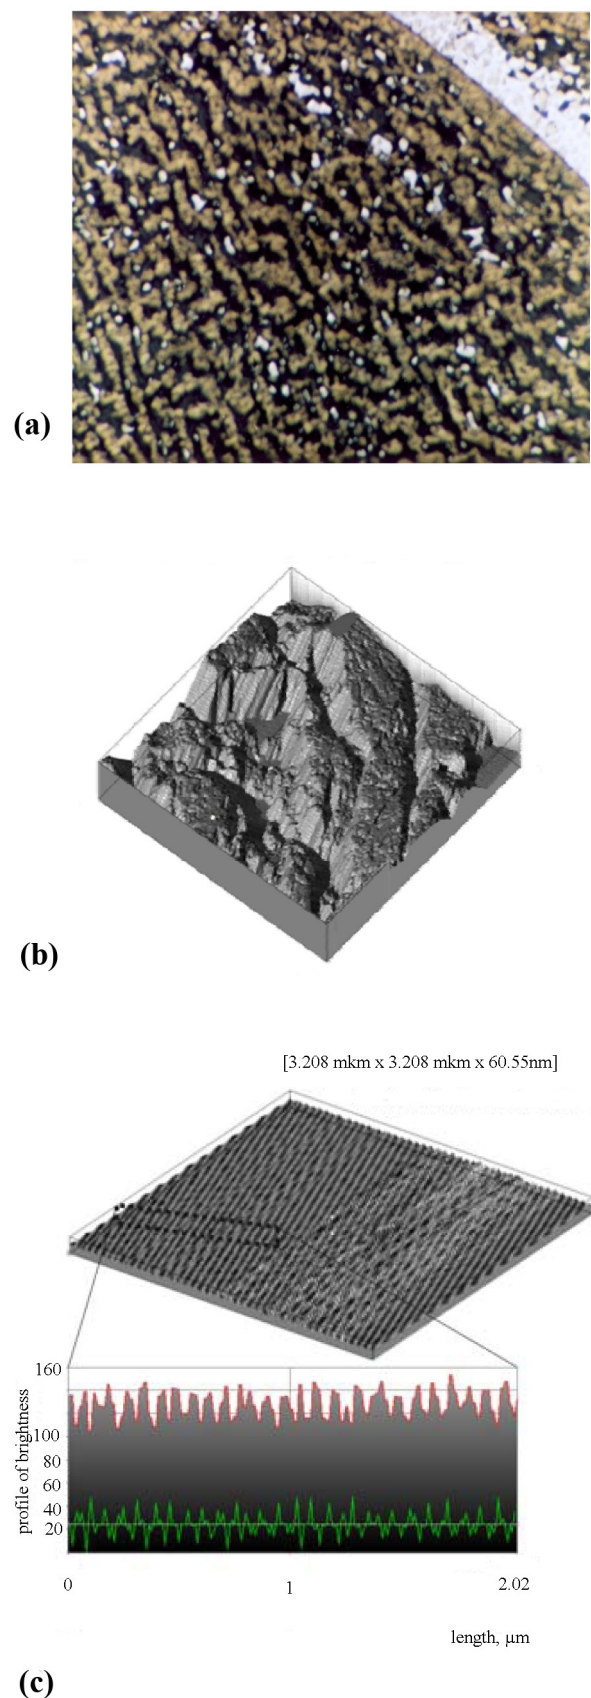 (a)
(b)
[3.208 mkm x 3.208 mkm x 60.55nm]
160
100
80
60
40
20
profile of brightness
0 1 2.02
length, µm
(c)